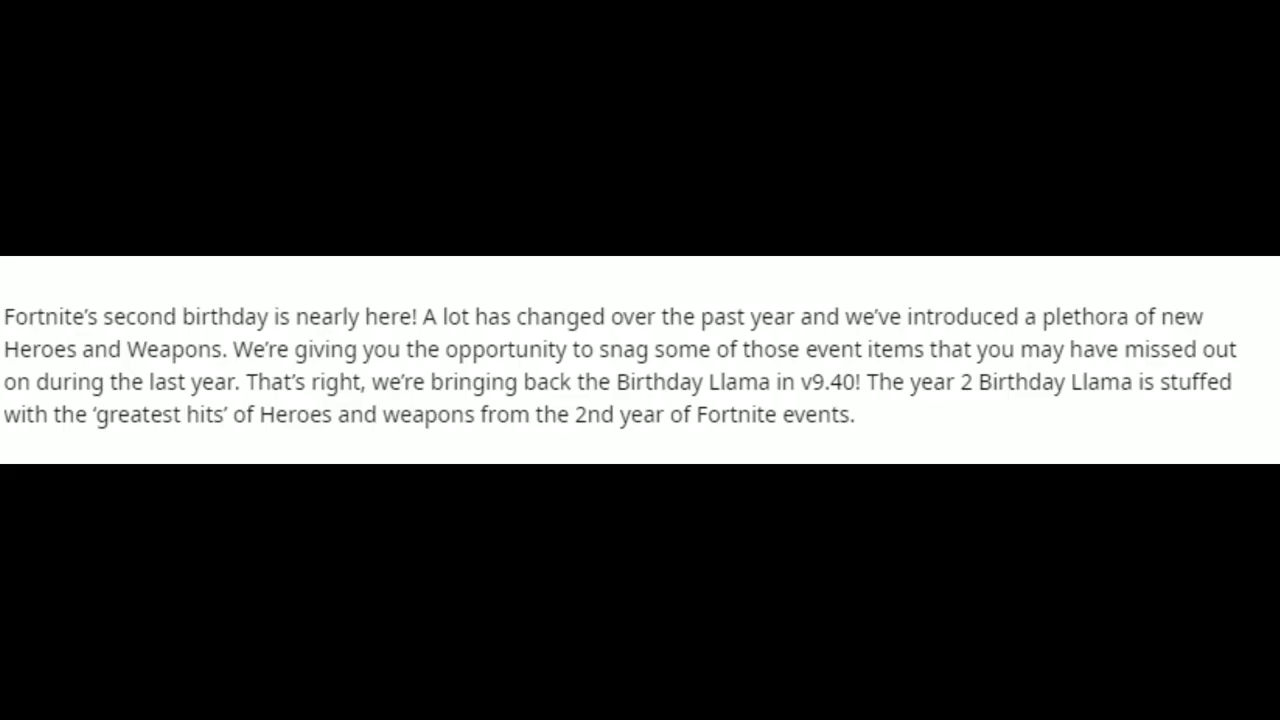 Fortnite’s second birthday is nearly here! A lot has changed over the past year and we’ve introduced a plethora of new
Heroes and Weapons. We’re giving you the opportunity to snag some of those event items that you may have missed out
on during the last year. That’s right, we’re bringing back the Birthday Llama in v9.40! The year 2 Birthday Llama is stuffed
with the ‘greatest hits’ of Heroes and weapons from the 2nd year of Fortnite events.